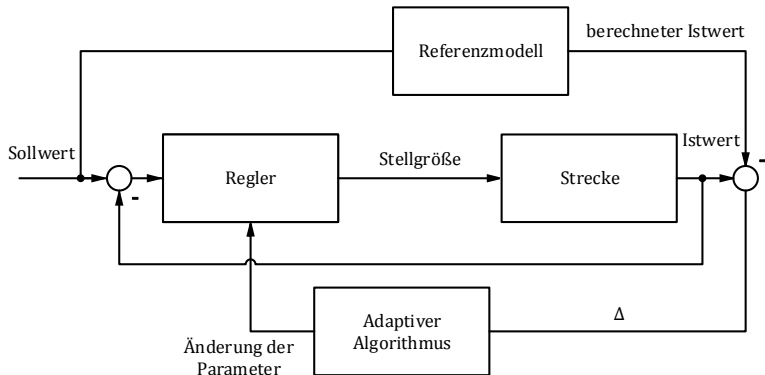 berechneter Istwert
Referenzmodell
Sollwert
Istwert
Stellgröße
Regler
Strecke
-
-
Δ
Adaptiver
Algorithmus
Änderung der
Parameter